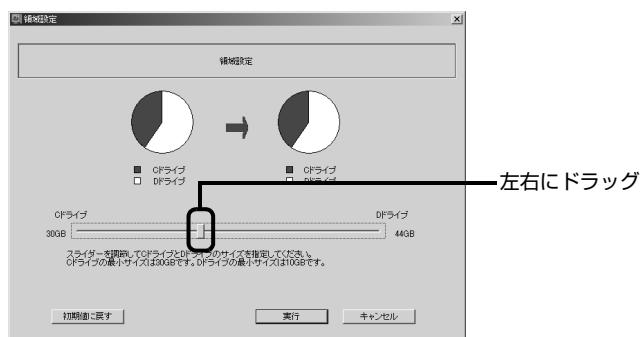 領域設定
領域設定
Cドライブ
Dドライブ
Cドライブ
Dドライブ
左右にドラッグ
Cドライブ
Dドライブ
30GB
44GB
スライダーを調節してCドライブとDドライブのサイズを指定してください。
Cドライブの最小サイズは30GBです。Dドライブの最小サイズは10GBです。
初期値に戻す
実行
キャンセル